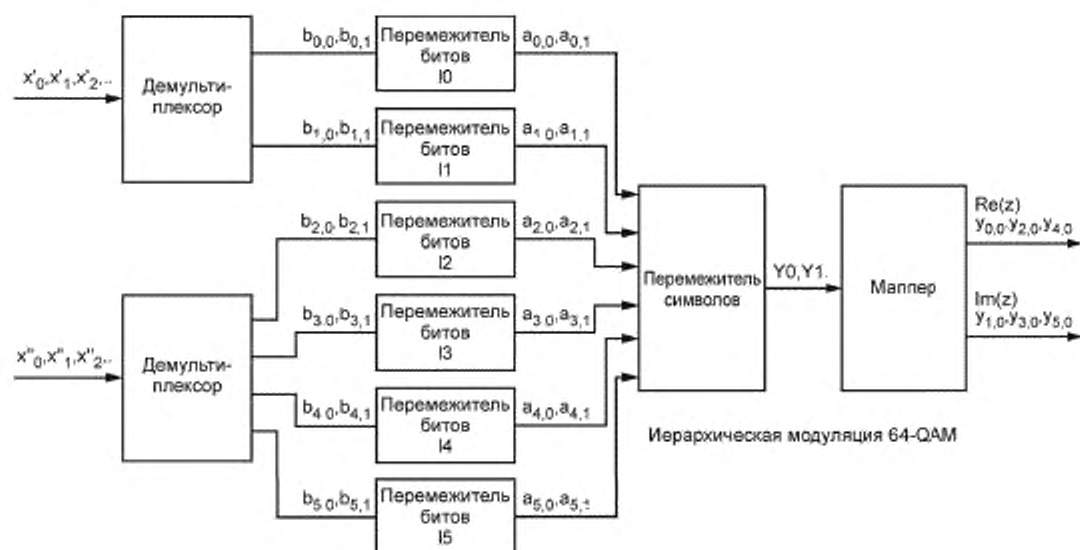 x'0,x'1,x'2...
Демульти-
плексор
b0,0,b0,1
Перемежитель
битов
I0
a0,0,a0,1
b1,0,b1,1
Перемежитель
битов
I1
a1 0,a1,1
b2,0,b2,1
Перемежитель
битов
I2
a2,0,a2,1
x"0,x"1,x"2..
Демульти-
плексор
b3,0,b3,1
Перемежитель
битов
I3
a3 0,a3,1
b4 0,b4,1
Перемежитель
битов
I4
a4,0,a4,1
b5 0,b5,1
Перемежитель
битов
I5
a5,0,a5,1
Перемежитель
символов
Y0,Y1.
Маппер
Re(z)
y0,0,y2,0,y4,0
Im(z)
y1,0,y3,0,y5,0
Иерархическая модуляция 64-QAM